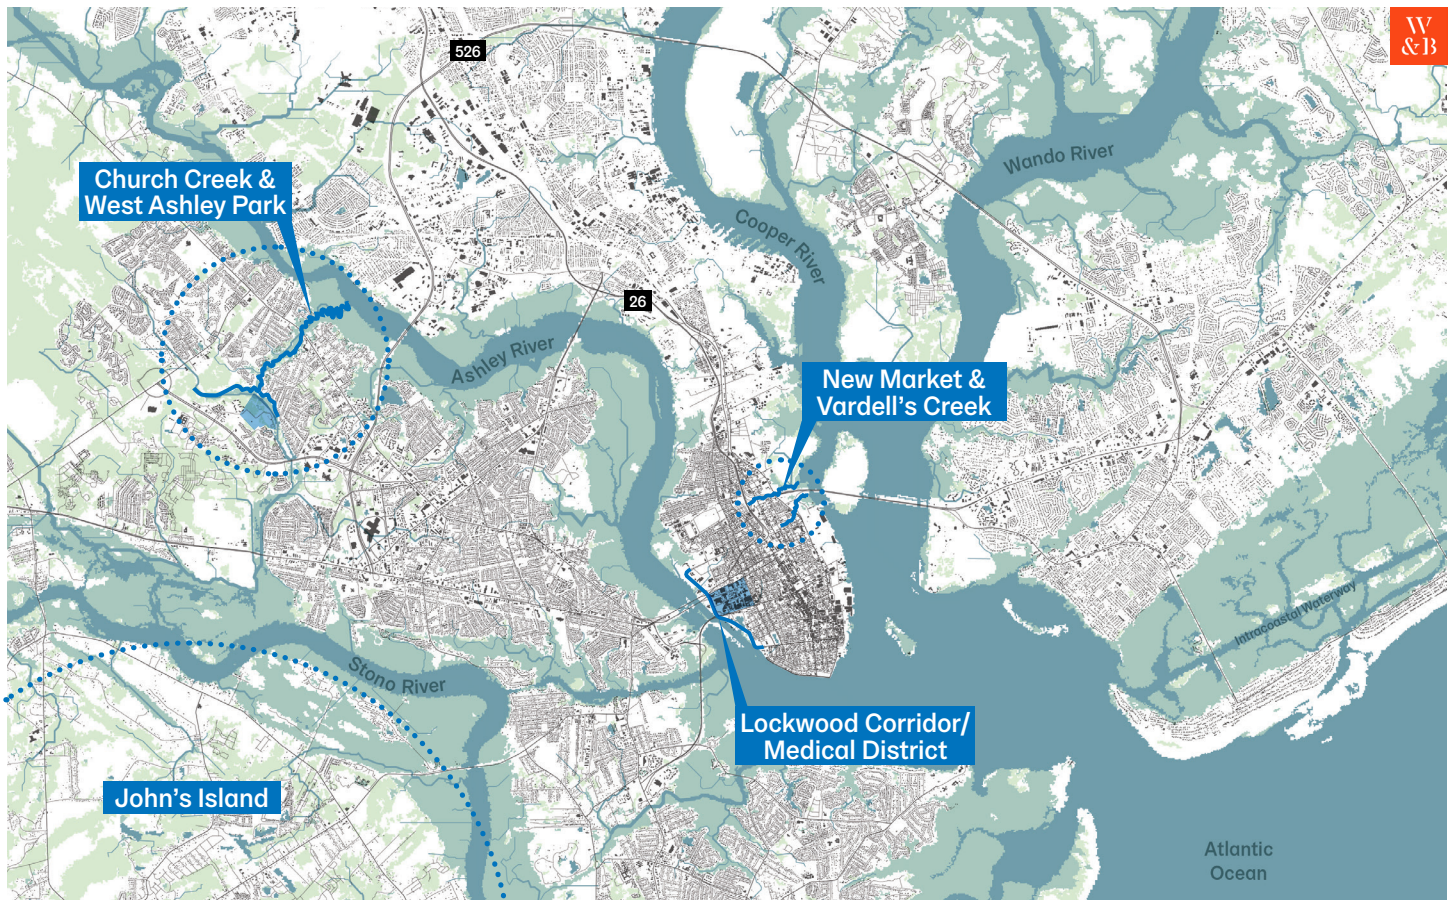 W
&B
526
Wando River
Church Creek &
West Ashley Park
Cooper River
26
Ashley River
New Market &
Vardell's Creek
Intracoastal Waterway
Stono River
Lockwood Corridor/
Medical District
John's Island
Atlantic
Ocean